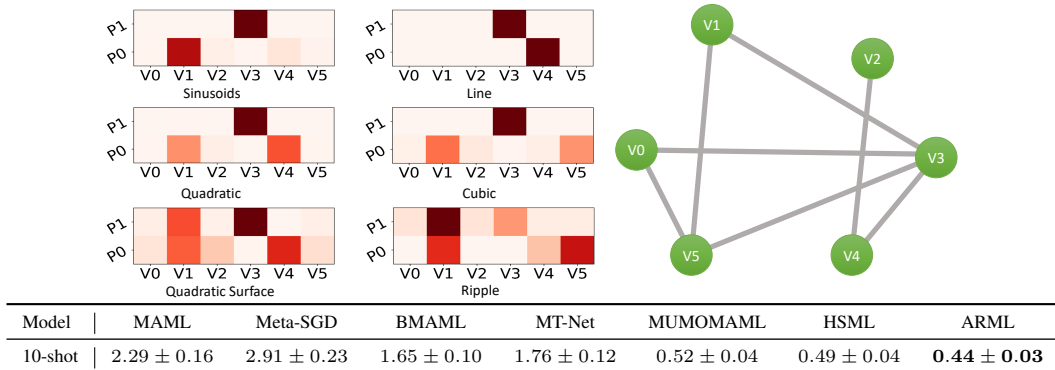 P1
P0
V0 V1 V2 V3 V4 V5
Sinusoids
P1
P0
V0 V1 V2 V3 V4 V5
Line
P1
P0
V0 V1 V2 V3 V4 V5
Quadratic
P1
P0
V0 V1 V2 V3 V4 V5
Cubic
P1
P0
V0 V1 V2 V3 V4 V5
Quadratic Surface
P1
P0
V0 V1 V2 V3 V4 V5
Ripple
V1
V2
V0
V3
V5
V4
Model MAML Meta-SGD BMAML MT-Net MUMOMAML HSML ARML
10-shot 2.29 ± 0.16 2.91 ± 0.23 1.65 ± 0.10 1.76 ± 0.12 0.52 ± 0.04 0.49 ± 0.04 0.44 ± 0.03